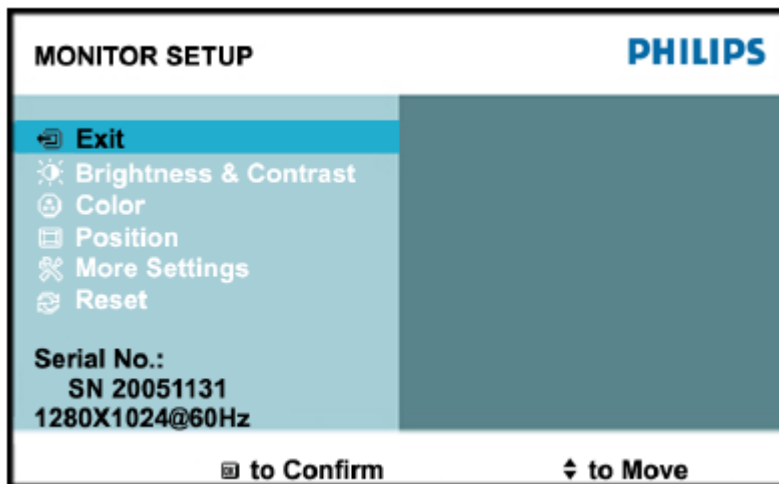 MONITOR SETUP
PHILIPS
Exit
Brightness & Contrast
Color
Position
More Settings
Reset
Serial No.:
SN 20051131
1280X1024@60Hz
to Confirm
to Move